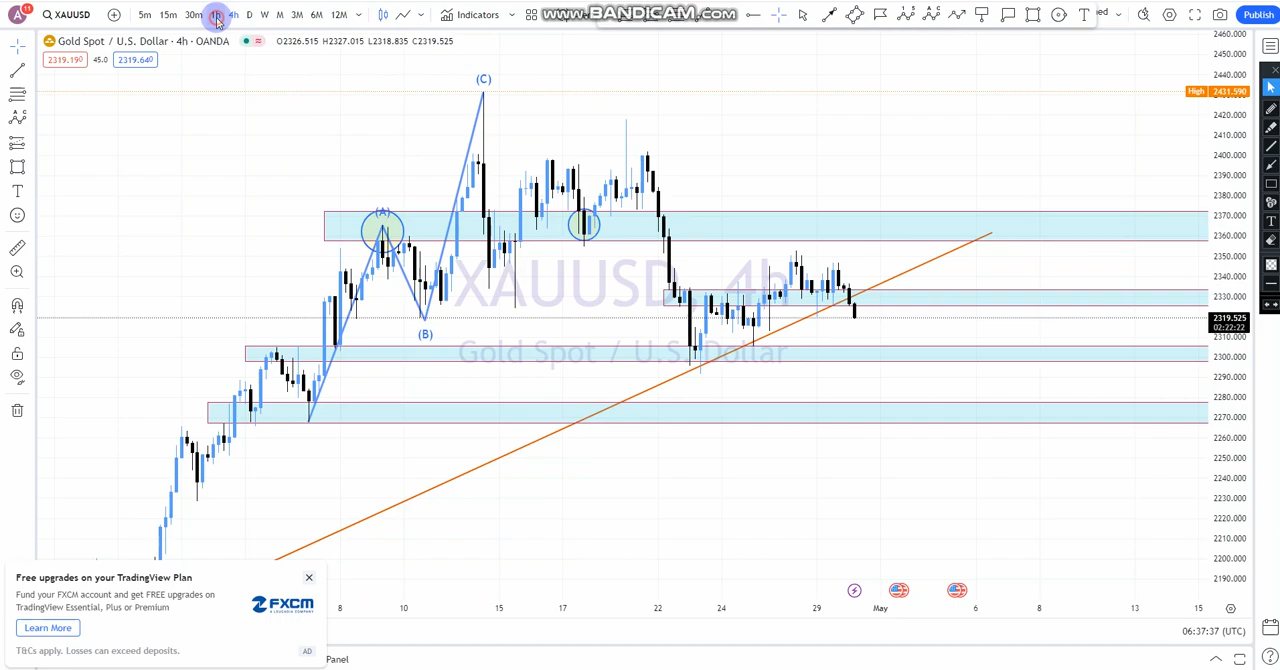 A 11 XAUUSD 5m 15m 30m 1h 4h D W M 3M 6M 12M Indicators ed Publish
WWW.BANDICAM.COM
Gold Spot / U.S. Dollar · 4h · OANDA O2326.515 H2327.015 L2318.835 C2319.525
2319.190 45.0 2319.640
(C)
(A)
(B)
XAUUSD, 4h
Gold Spot / U.S. Dollar
2460.000
2450.000
2440.000
High 2431.590
2420.000
2410.000
2400.000
2390.000
2380.000
2370.000
2360.000
2350.000
2340.000
2330.000
2319.525
02:22:22
2310.000
2300.000
2290.000
2280.000
2270.000
2260.000
2250.000
2240.000
2230.000
2220.000
2210.000
2200.000
2190.000
8 10 15 17 22 24 29 May 6 8 13 15
06:37:37 (UTC)
Free upgrades on your TradingView Plan
Fund your FXCM account and get FREE upgrades on
TradingView Essential, Plus or Premium
FXCM
Learn More
T&Cs apply. Losses can exceed deposits.
AD
Panel